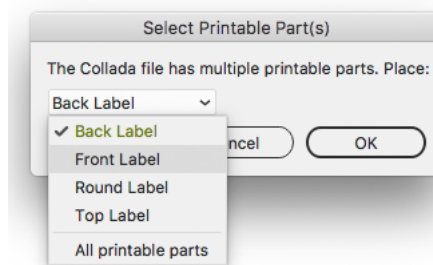 Select Printable Part(s)
The Collada file has multiple printable parts. Place:
Back Label
✓ Back Label
Front Label
ncel
OK
Round Label
Top Label
All printable parts